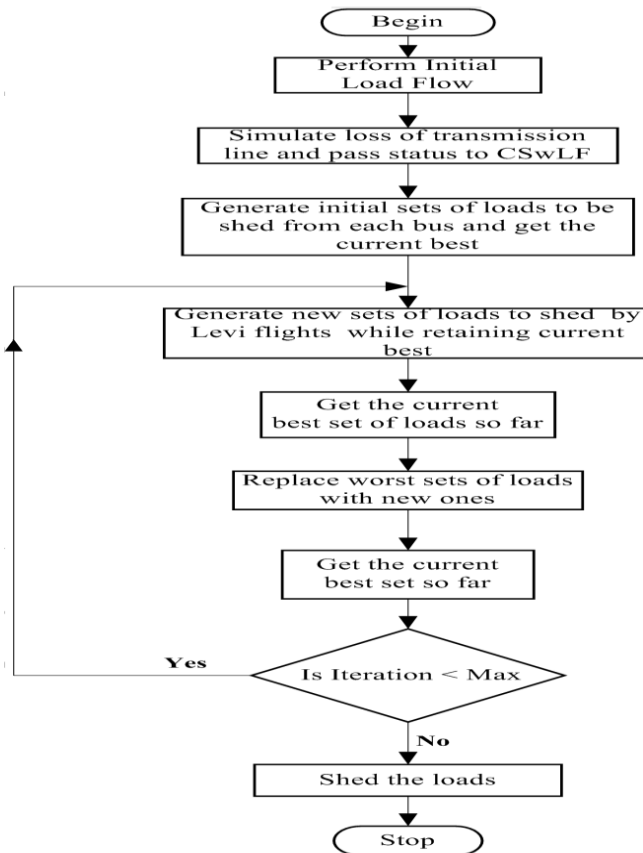 Begin
Perform Initial
Load Flow
Simulate loss of transmission
line and pass status to CSwLF
Generate initial sets of loads to be
shed from each bus and get the
current best
Generate new sets of loads to shed by
Levi flights while retaining current
best
Get the current
best set of loads so far
Replace worst sets of loads
with new ones
Get the current
best set so far
Yes
Is Iteration < Max
No
Shed the loads
Stop